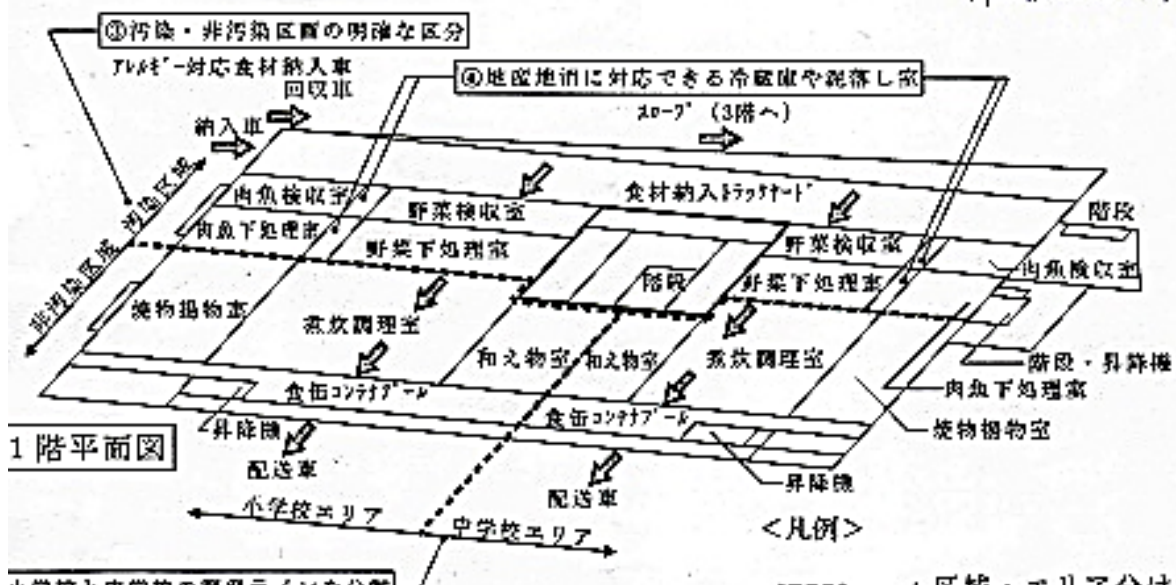 ③汚染・非汚染区画の明確な区分
ｱﾚﾙｷﾞｰ対応食材納入車
回収車
④地産地消に対応できる冷蔵庫や泥落し室
ｽﾛｰﾌﾟ (3階へ)
納入車
汚染区域
非汚染区域
食材納入ﾄﾗｯｸﾔｰﾄﾞ
肉魚検収室
野菜検収室
肉魚下処理室
野菜下処理室
階段
野菜検収室
階段
肉魚検収室
野菜下処理室
焼物揚物室
煮炊調理室
和え物室
和え物室
煮炊調理室
階段・昇降機
肉魚下処理室
焼物揚物室
食缶ｺﾝﾃﾅﾌﾟｰﾙ
食缶ｺﾝﾃﾅﾌﾟｰﾙ
昇降機
昇降機
1階平面図
配送車
配送車
小学校エリア
中学校エリア
＜凡例＞